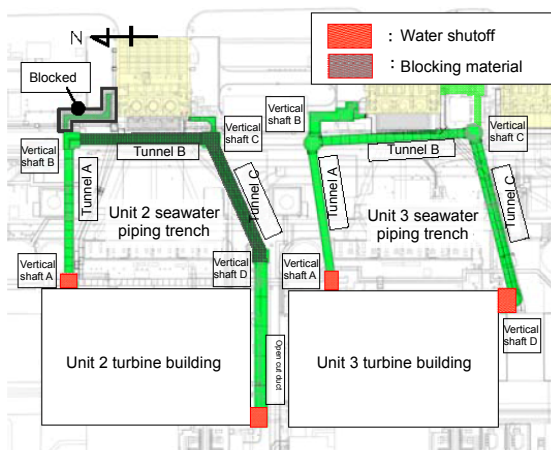 N
: Water shutoff
: Blocking material
Blocked
Vertical
shaft B
Tunnel A
Tunnel B
Vertical
shaft C
Tunnel C
Unit 2 seawater
piping trench
Vertical
shaft A
Vertical
shaft D
Unit 2 turbine building
Open cut duct
Vertical
shaft B
Tunnel A
Tunnel B
Vertical
shaft C
Tunnel C
Unit 3 seawater
piping trench
Vertical
shaft A
Vertical
shaft D
Unit 3 turbine building